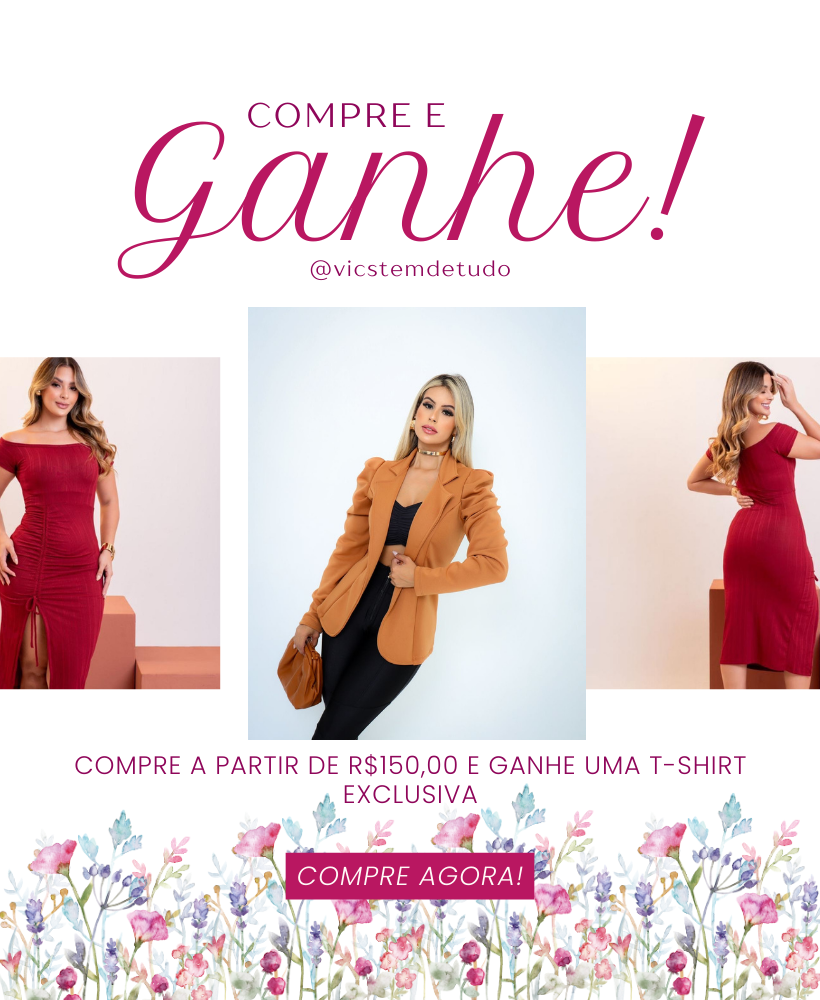 COMPRE E
Ganhe!
@vicstemdetudo
COMPRE A PARTIR DE R$150,00 E GANHE UMA T-SHIRT
EXCLUSIVA
COMPRE AGORA!